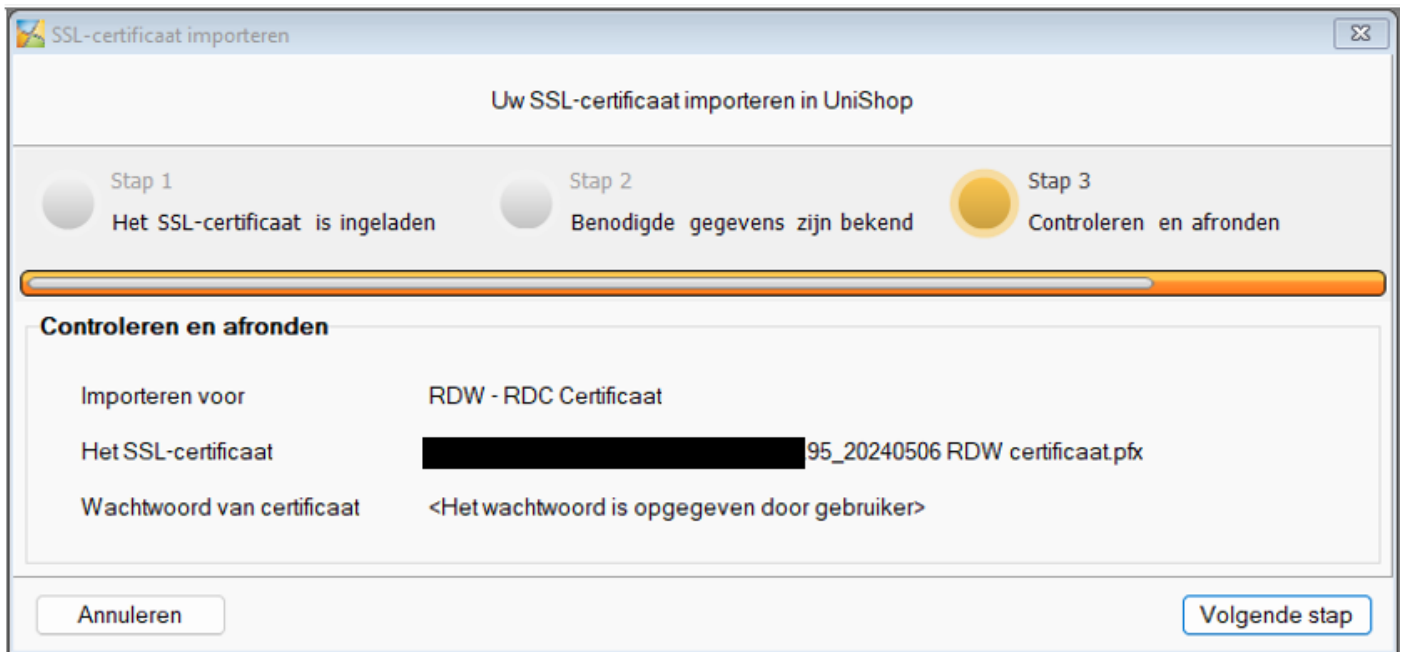 SSL-certificaat importeren
Uw SSL-certificaat importeren in UniShop
Stap 1
Het SSL-certificaat is ingeladen
Stap 2
Benodigde gegevens zijn bekend
Stap 3
Controleren en afronden
Controleren en afronden
Importeren voor RDW - RDC Certificaat
Het SSL-certificaat 95_20240506 RDW certificaat.pfx
Wachtwoord van certificaat <Het wachtwoord is opgegeven door gebruiker>
Annuleren
Volgende stap